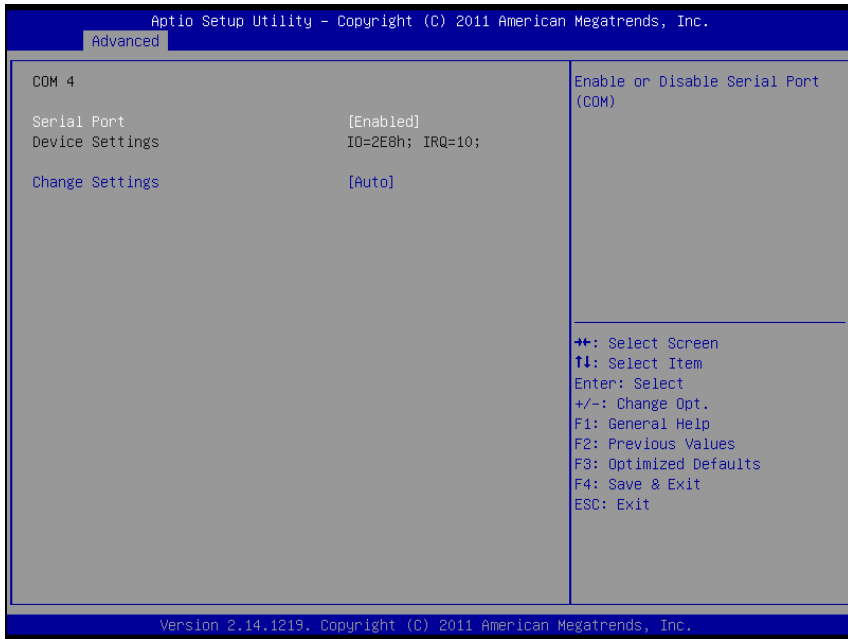 Aptio Setup Utility – Copyright (C) 2011 American Megatrends, Inc.
Advanced
COM 4
Serial Port [Enabled]
Device Settings IO=2E8h; IRQ=10;
Change Settings [Auto]
Enable or Disable Serial Port
(COM)
→←: Select Screen
↑↓: Select Item
Enter: Select
+/-: Change Opt.
F1: General Help
F2: Previous Values
F3: Optimized Defaults
F4: Save & Exit
ESC: Exit
Version 2.14.1219. Copyright (C) 2011 American Megatrends, Inc.